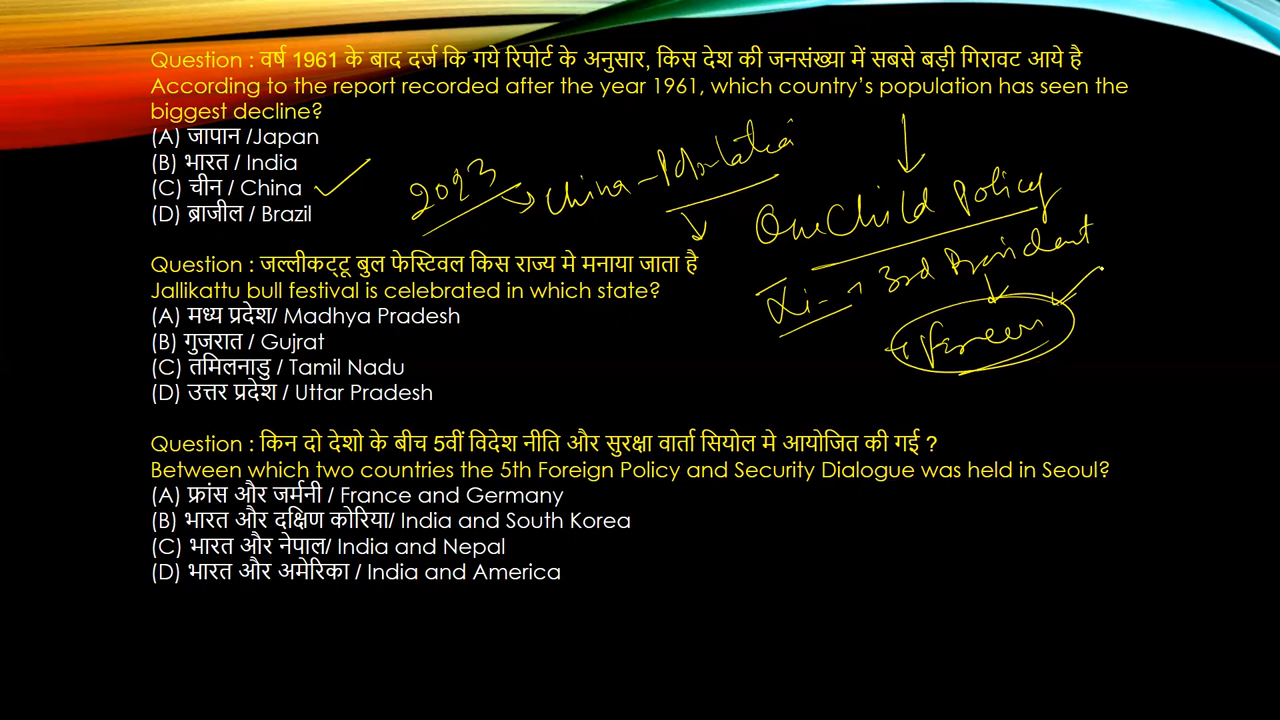 Question : वर्ष 1961 के बाद दर्ज कि गये रिपोर्ट के अनुसार, किस देश की जनसंख्या में सबसे बड़ी गिरावट आये है
According to the report recorded after the year 1961, which country's population has seen the
biggest decline?
(A) जापान /Japan
(B) भारत / India
(C) चीन / China
(D) ब्राजील / Brazil
2023
China -
One Child Policy
Xi - 3rd
Question : जल्लीकट्टू बुल फेस्टिवल किस राज्य मे मनाया जाता है
Jallikattu bull festival is celebrated in which state?
(A) मध्य प्रदेश/ Madhya Pradesh
(B) गुजरात / Gujrat
(C) तमिलनाडु / Tamil Nadu
(D) उत्तर प्रदेश / Uttar Pradesh
Question : किन दो देशो के बीच 5वीं विदेश नीति और सुरक्षा वार्ता सियोल मे आयोजित की गई ?
Between which two countries the 5th Foreign Policy and Security Dialogue was held in Seoul?
(A) फ्रांस और जर्मनी / France and Germany
(B) भारत और दक्षिण कोरिया/ India and South Korea
(C) भारत और नेपाल/ India and Nepal
(D) भारत और अमेरिका / India and America